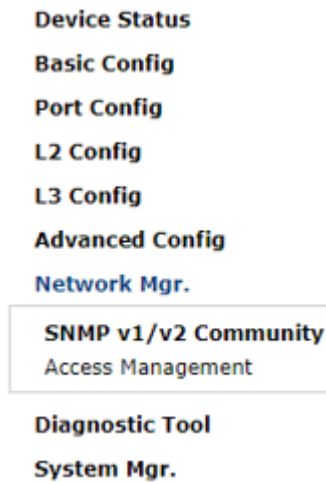 Device Status
Basic Config
Port Config
L2 Config
L3 Config
Advanced Config
Network Mgr.
SNMP v1/v2 Community
Access Management
Diagnostic Tool
System Mgr.